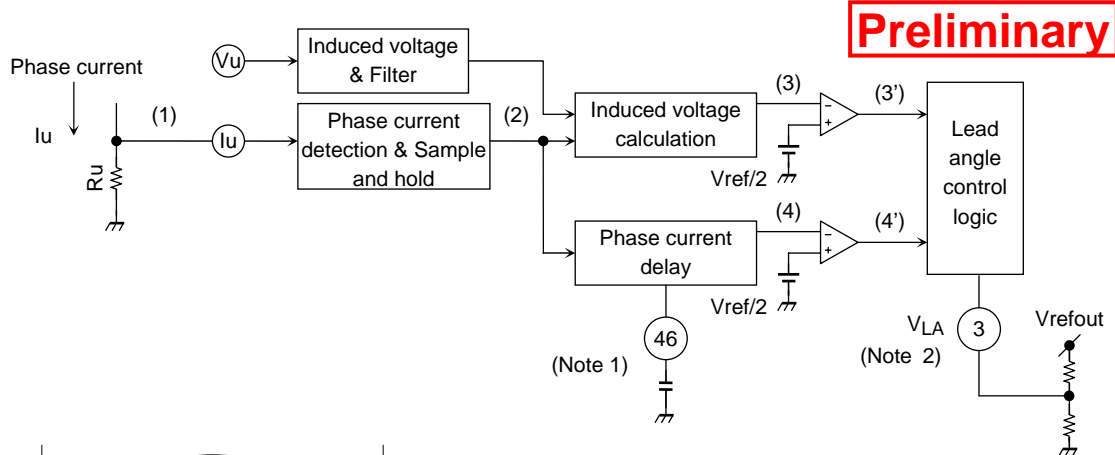 Preliminary
Phase current
Iu
Ru
(1)
Vu
Iu
Induced voltage
& Filter
Phase current
detection & Sample
and hold
(2)
Induced voltage
calculation
(3)
Vref/2
(3')
Phase current
delay
(4)
Vref/2
(4')
46
(Note 1)
Lead
angle
control
logic
VLA
(Note 2)
3
Vrefout